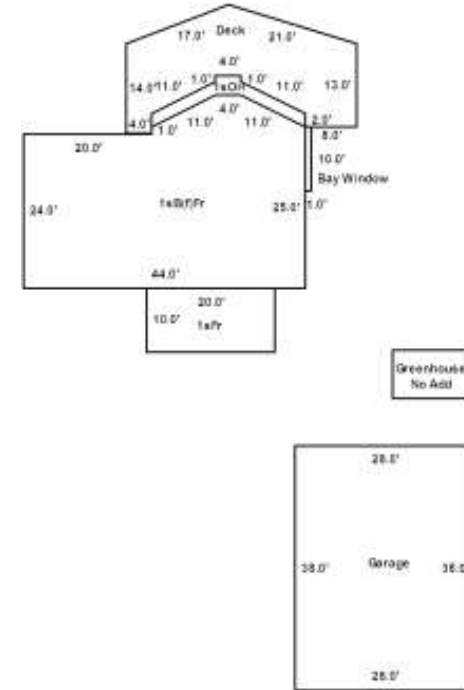 17.0' Deck 21.0'
4.0'
14.0' 11.0' 1.0' 1.0' 11.0' 13.0'
1sOH
4.0'
4.0' 1.0' 11.0' 11.0' 2.0'
20.0' 8.0'
10.0'
Bay Window
24.0' 1sB(f)Fr 25.0' 1.0'
44.0'
20.0'
10.0' 1sFr
Greenhouse
No Add
28.0'
Garage
28.0'